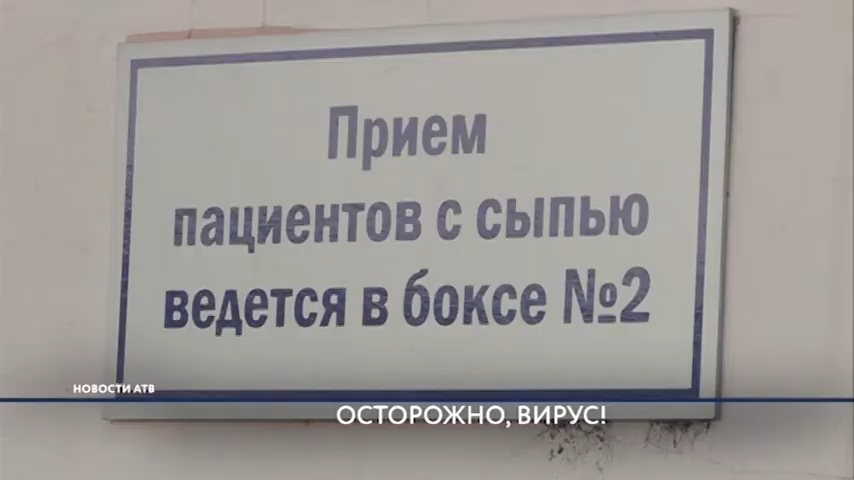 Прием
пациентов с сыпью
ведется в боксе №2
НОВОСТИ АТВ
ОСТОРОЖНО, ВИРУС!